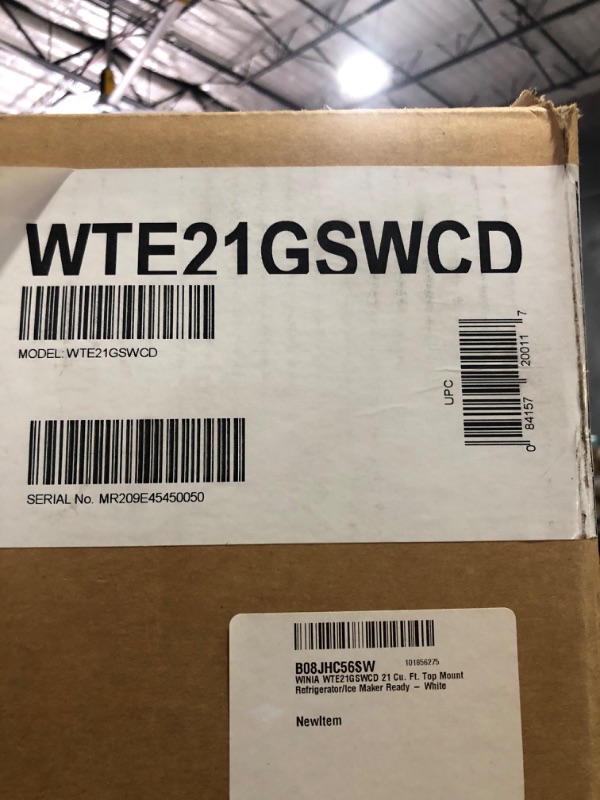 WTE21GSWCD
MODEL: WTE21GSWCD
UPC
0 84157 20011 7
SERIAL No. MR209E45450050
B08JHC56SW 101856275
WINIA WTE21GSWCD 21 Cu. Ft. Top Mount
Refrigerator/Ice Maker Ready – White
NewItem